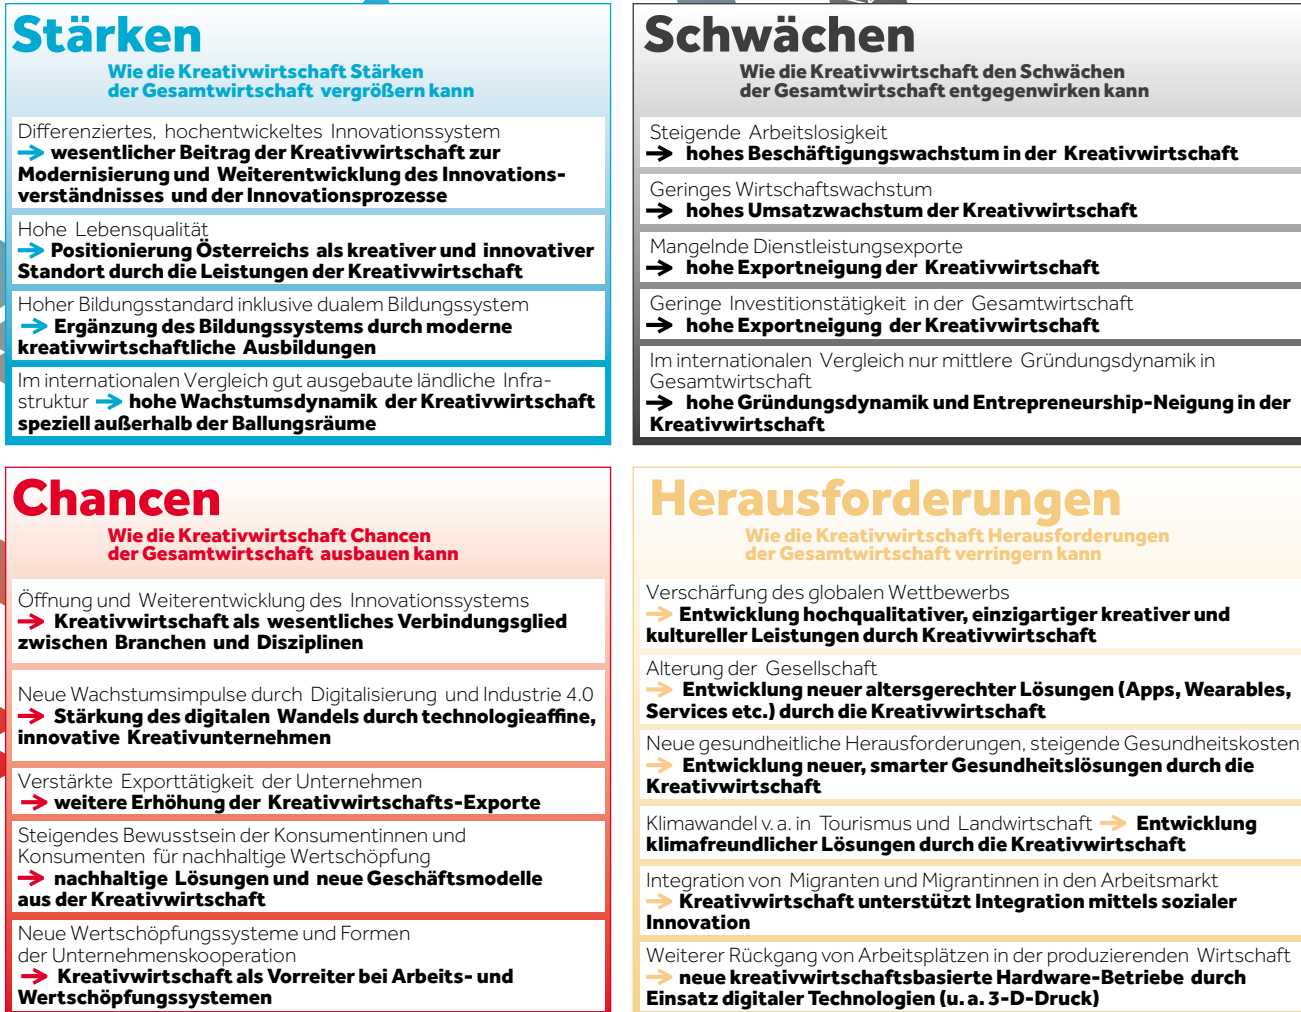 Stärken
Wie die Kreativwirtschaft Stärken
der Gesamtwirtschaft vergrößern kann
Differenziertes, hochentwickeltes Innovationssystem
→ wesentlicher Beitrag der Kreativwirtschaft zur
Modernisierung und Weiterentwicklung des Innovations-
verständnisses und der Innovationsprozesse
Hohe Lebensqualität
→ Positionierung Österreichs als kreativer und innovativer
Standort durch die Leistungen der Kreativwirtschaft
Hoher Bildungsstandard inklusive dualem Bildungssystem
→ Ergänzung des Bildungssystems durch moderne
kreativwirtschaftliche Ausbildungen
Im internationalen Vergleich gut ausgebaute ländliche Infra-
struktur → hohe Wachstumsdynamik der Kreativwirtschaft
speziell außerhalb der Ballungsräume
Schwächen
Wie die Kreativwirtschaft den Schwächen
der Gesamtwirtschaft entgegenwirken kann
Steigende Arbeitslosigkeit
→ hohes Beschäftigungswachstum in der Kreativwirtschaft
Geringes Wirtschaftswachstum
→ hohes Umsatzwachstum der Kreativwirtschaft
Mangelnde Dienstleistungsexporte
→ hohe Exportneigung der Kreativwirtschaft
Geringe Investitionstätigkeit in der Gesamtwirtschaft
→ hohe Exportneigung der Kreativwirtschaft
Im internationalen Vergleich nur mittlere Gründungsdynamik in
Gesamtwirtschaft
→ hohe Gründungsdynamik und Entrepreneurship-Neigung in der
Kreativwirtschaft
Chancen
Wie die Kreativwirtschaft Chancen
der Gesamtwirtschaft ausbauen kann
Öffnung und Weiterentwicklung des Innovationssystems
→ Kreativwirtschaft als wesentliches Verbindungsglied
zwischen Branchen und Disziplinen
Neue Wachstumsimpulse durch Digitalisierung und Industrie 4.0
→ Stärkung des digitalen Wandels durch technologieaffine,
innovative Kreativunternehmen
Verstärkte Exporttätigkeit der Unternehmen
→ weitere Erhöhung der Kreativwirtschafts-Exporte
Steigendes Bewusstsein der Konsumentinnen und
Konsumenten für nachhaltige Wertschöpfung
→ nachhaltige Lösungen und neue Geschäftsmodelle
aus der Kreativwirtschaft
Neue Wertschöpfungssysteme und Formen
der Unternehmenskooperation
→ Kreativwirtschaft als Vorreiter bei Arbeits- und
Wertschöpfungssystemen
Herausforderungen
Wie die Kreativwirtschaft Herausforderungen
der Gesamtwirtschaft verringern kann
Verschärfung des globalen Wettbewerbs
→ Entwicklung hochqualitativer, einzigartiger kreativer und
kultureller Leistungen durch Kreativwirtschaft
Alterung der Gesellschaft
→ Entwicklung neuer altersgerechter Lösungen (Apps, Wearables,
Services etc.) durch die Kreativwirtschaft
Neue gesundheitliche Herausforderungen, steigende Gesundheitskosten
→ Entwicklung neuer, smarter Gesundheitslösungen durch die
Kreativwirtschaft
Klimawandel v. a. in Tourismus und Landwirtschaft → Entwicklung
klimafreundlicher Lösungen durch die Kreativwirtschaft
Integration von Migranten und Migrantinnen in den Arbeitsmarkt
→ Kreativwirtschaft unterstützt Integration mittels sozialer
Innovation
Weiterer Rückgang von Arbeitsplätzen in der produzierenden Wirtschaft
→ neue kreativwirtschaftsbasierte Hardware-Betriebe durch
Einsatz digitaler Technologien (u. a. 3-D-Druck)